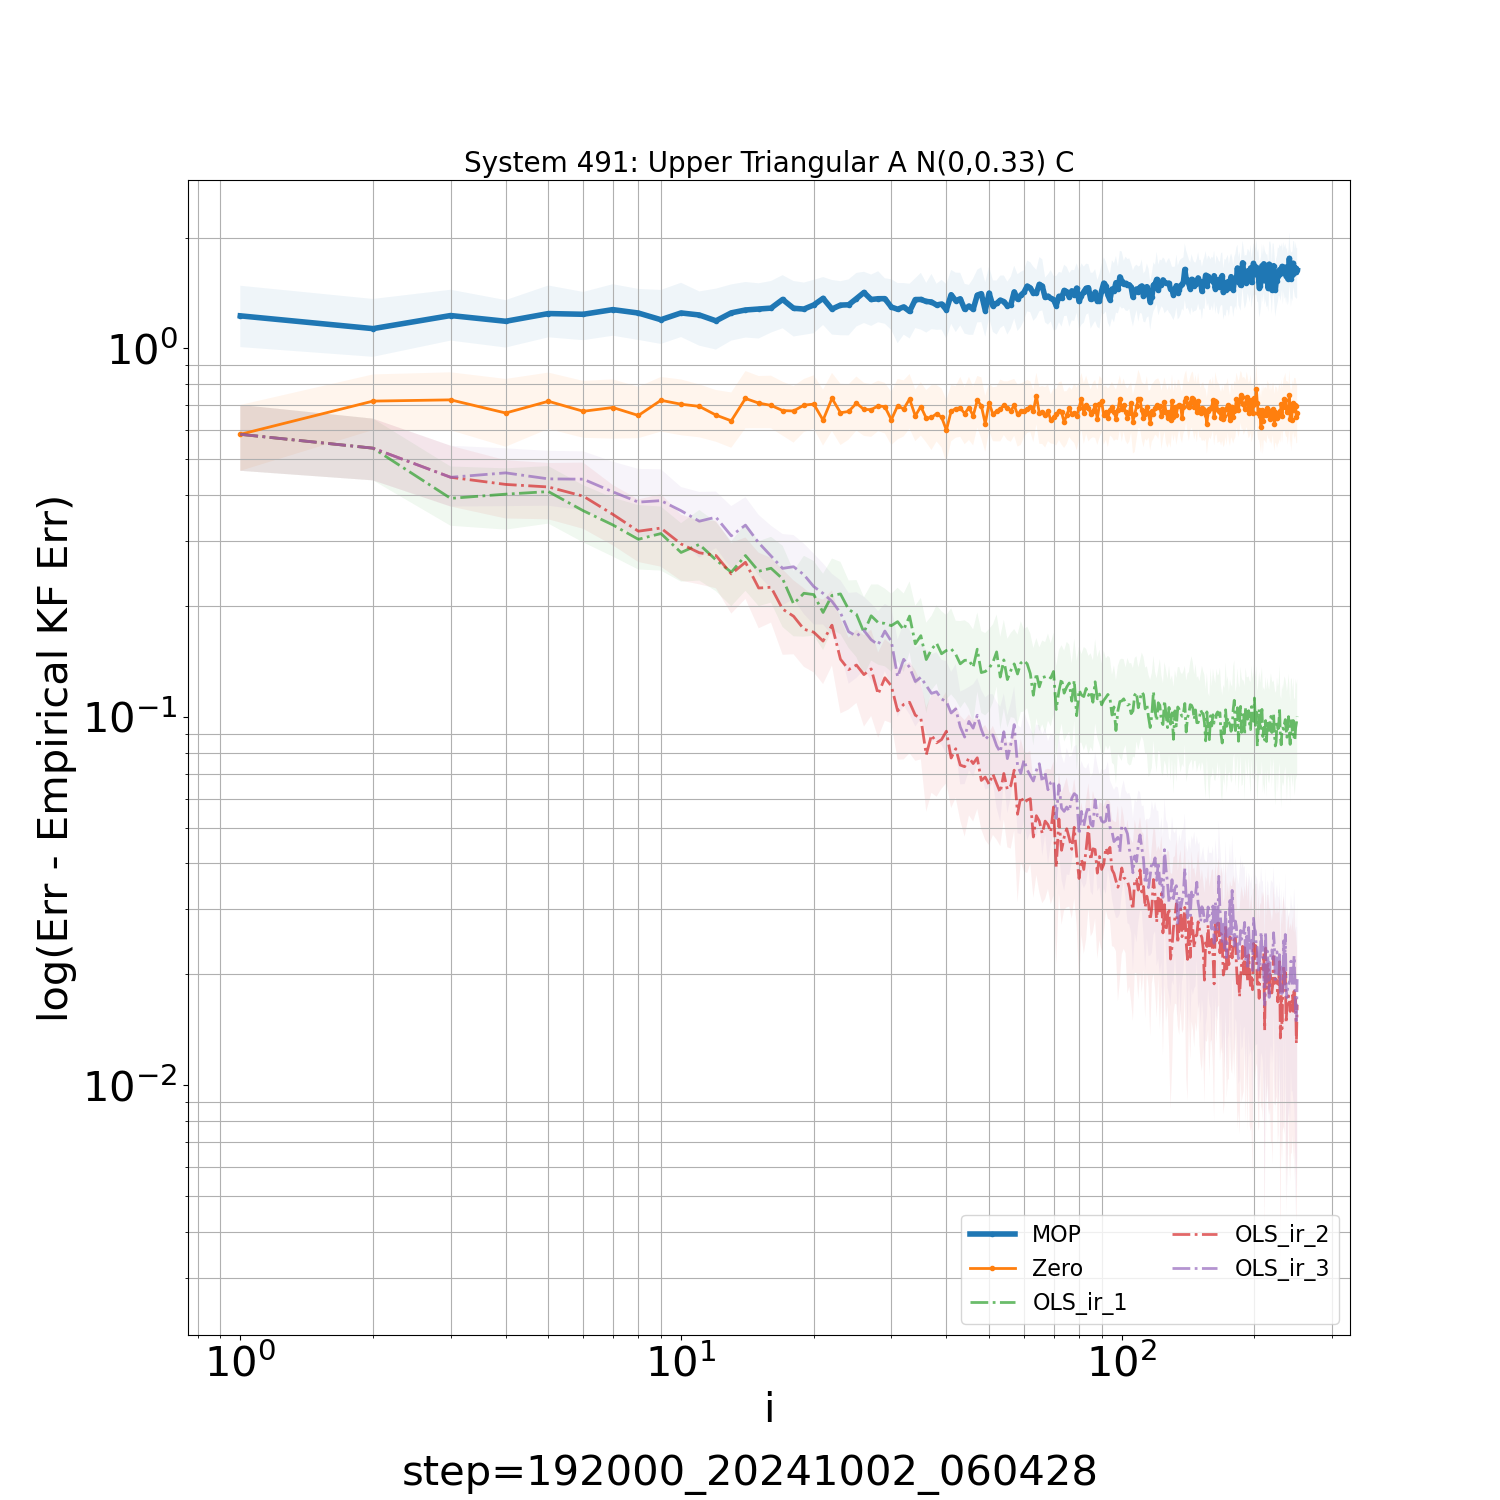 System 491: Upper Triangular A N(0,0.33) C
log(Err - Empirical KF Err)
10⁰
10⁻¹
10⁻²
MOP
Zero
OLS_ir_1
OLS_ir_2
OLS_ir_3
10⁰ 10¹ 10²
i
step=192000_20241002_060428